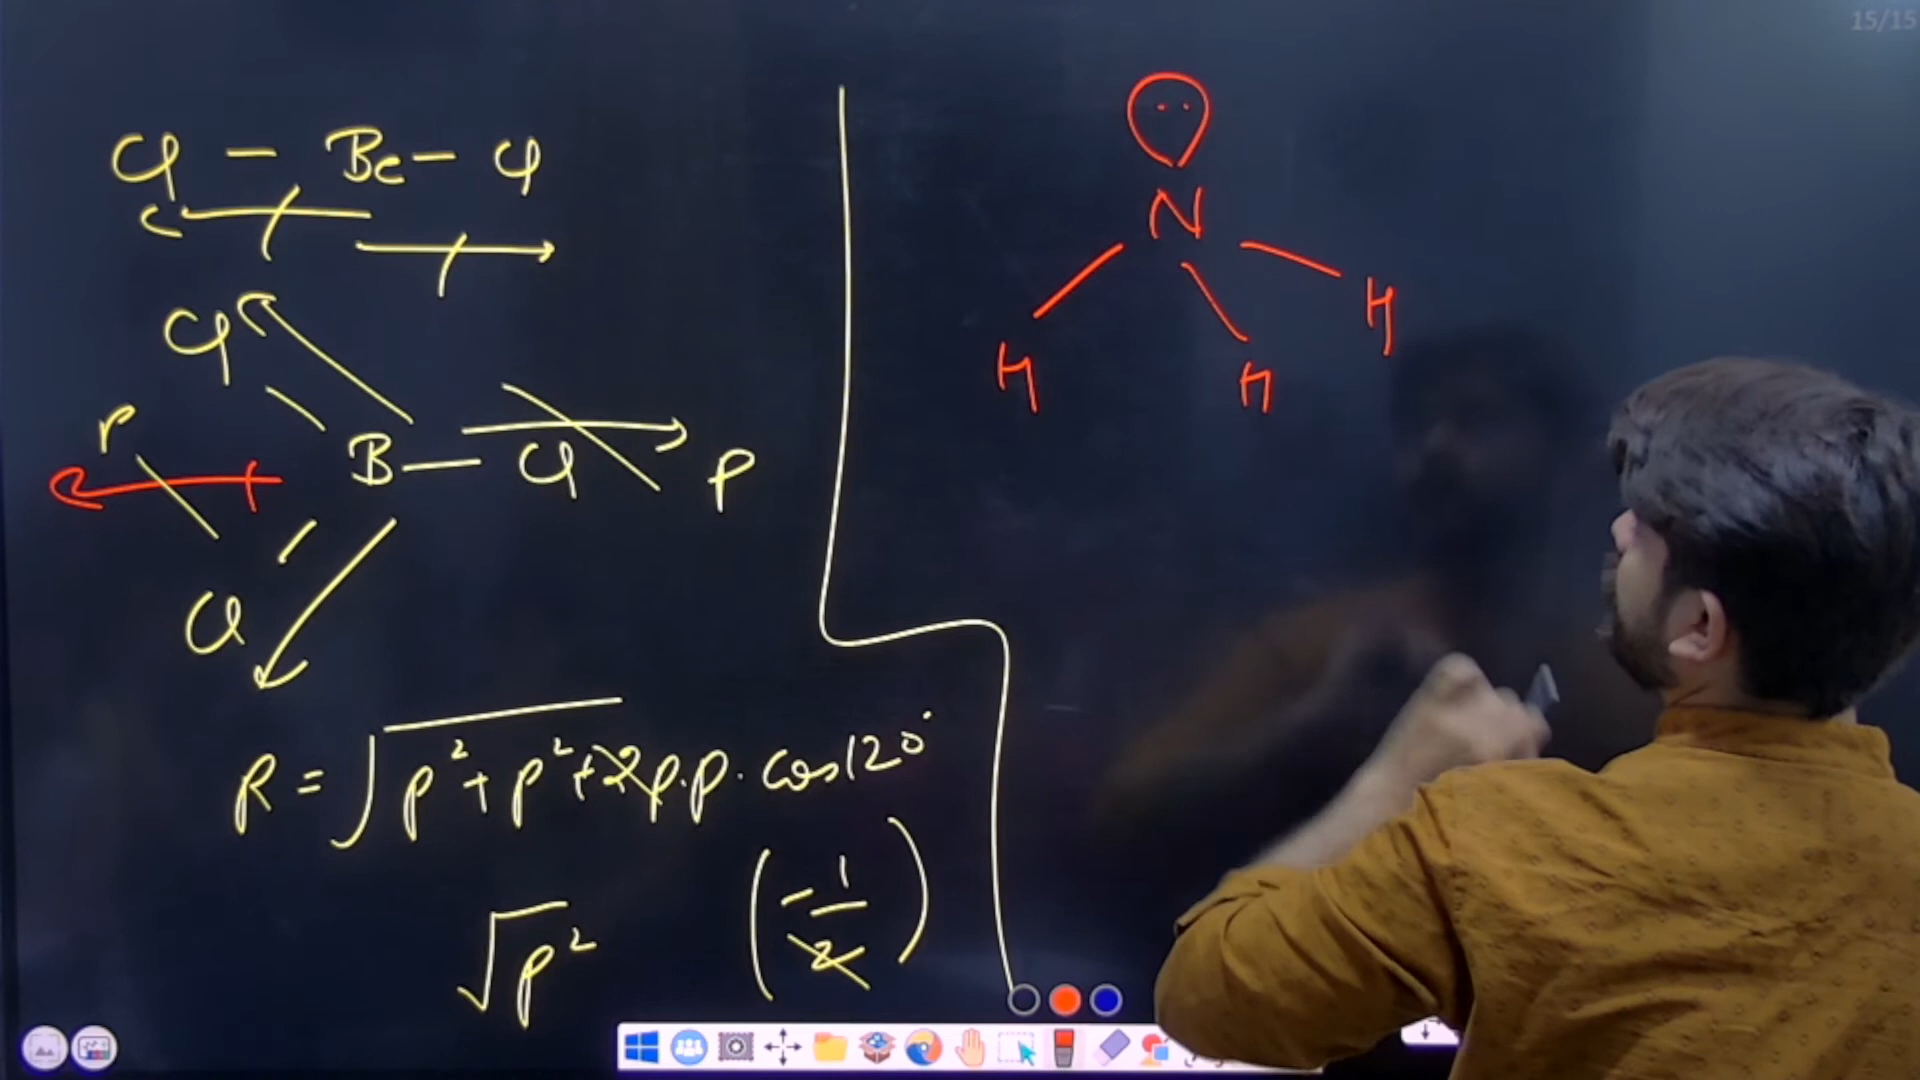 15/15
Cl - Be - Cl
Cl
P
B - Cl
P
Cl
R = √p² + p² + 2p.p. cos120°
√p²
(-1/2)
N
H
H
H